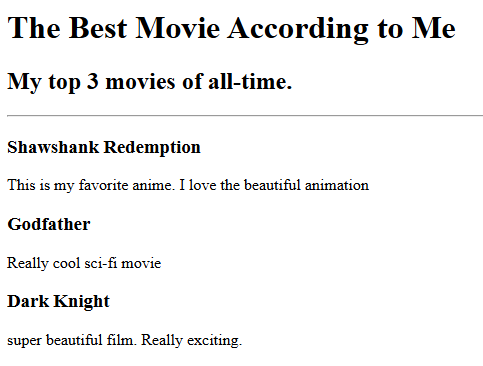 The Best Movie According to Me
My top 3 movies of all-time.
Shawshank Redemption
This is my favorite anime. I love the beautiful animation
Godfather
Really cool sci-fi movie
Dark Knight
super beautiful film. Really exciting.